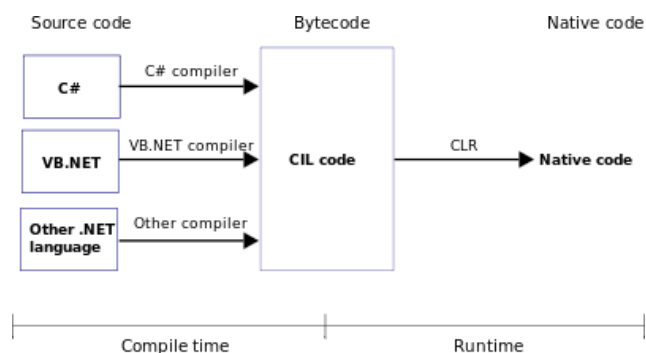 Source code
Bytecode
Native code
C#
C# compiler
VB.NET
VB.NET compiler
CIL code
CLR
Native code
Other .NET
language
Other compiler
Compile time
Runtime